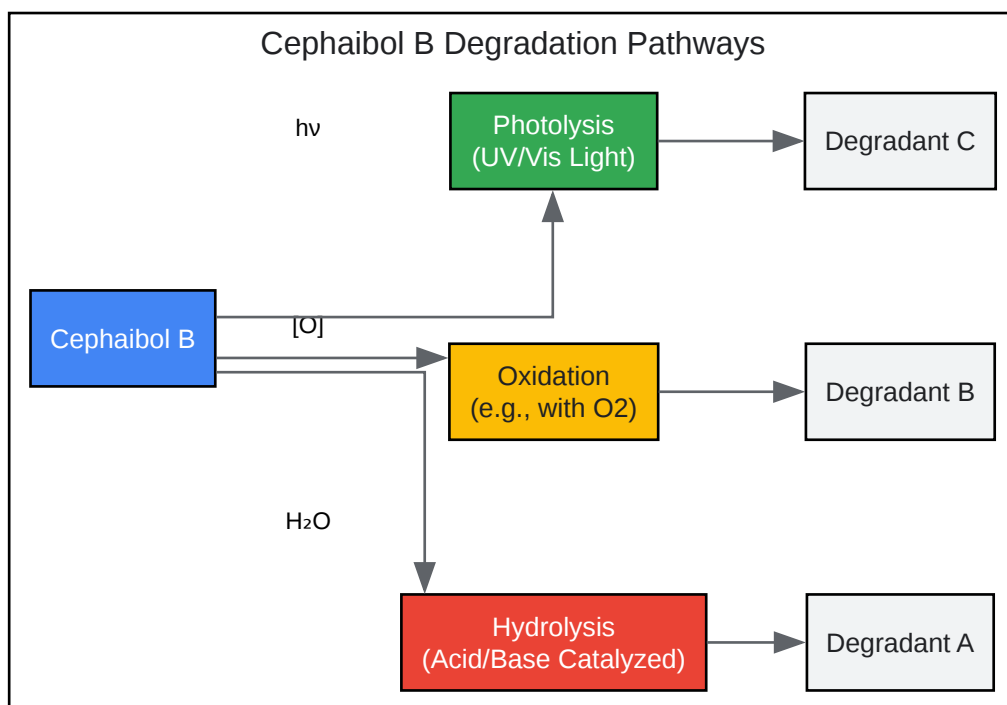 Cephaibol B Degradation Pathways
hν
Photolysis
(UV/Vis Light)
Degradant C
Cephaibol B
[O]
Oxidation
(e.g., with O2)
Degradant B
H₂O
Hydrolysis
(Acid/Base Catalyzed)
Degradant A